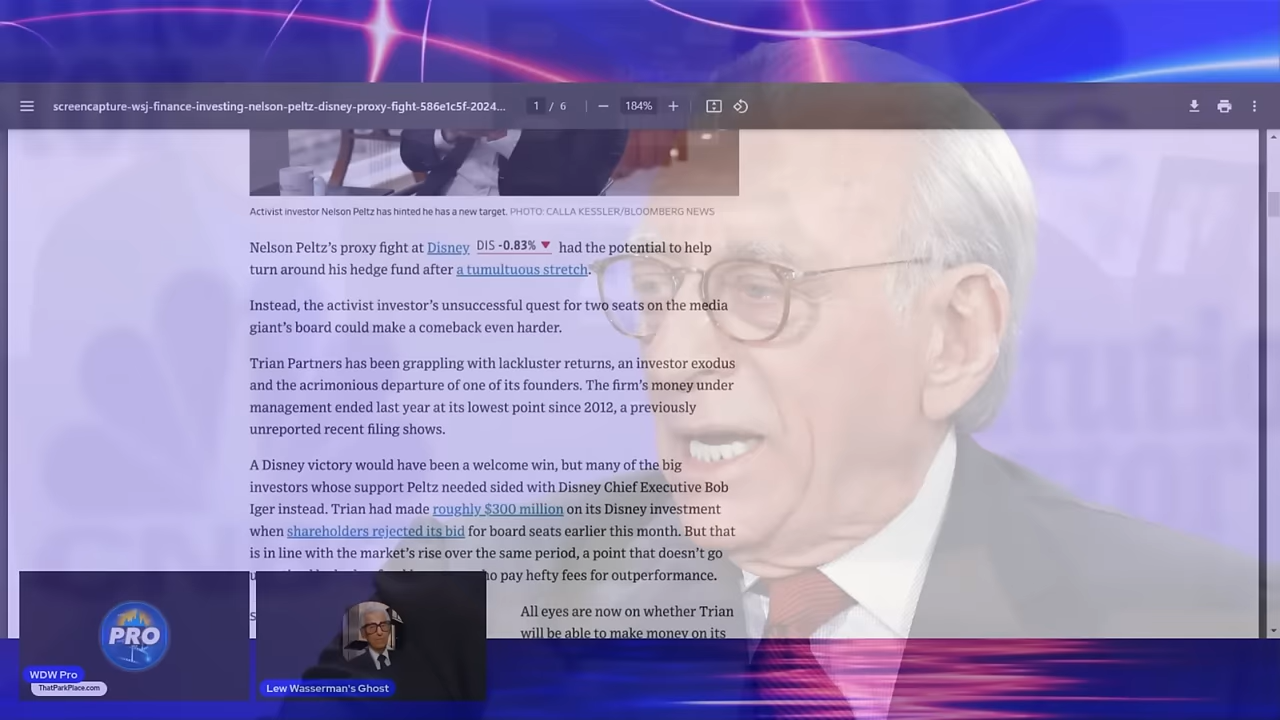 screencapture-wsj-finance-investing-nelson-peltz-disney-proxy-fight-586e1c5f-2024...
1 / 6
184%
Activist investor Nelson Peltz has hinted he has a new target. PHOTO: CALLA KESSLER/BLOOMBERG NEWS
Nelson Peltz’s proxy fight at Disney DIS -0.83% had the potential to help
turn around his hedge fund after a tumultuous stretch.
Instead, the activist investor’s unsuccessful quest for two seats on the media
giant’s board could make a comeback even harder.
Trian Partners has been grappling with lackluster returns, an investor exodus
and the acrimonious departure of one of its founders. The firm’s money under
management ended last year at its lowest point since 2012, a previously
unreported recent filing shows.
A Disney victory would have been a welcome win, but many of the big
investors whose support Peltz needed sided with Disney Chief Executive Bob
Iger instead. Trian had made roughly $300 million on its Disney investment
when shareholders rejected its bid for board seats earlier this month. But that
is in line with the market’s rise over the same period, a point that doesn’t go
pay hefty fees for outperformance.
All eyes are now on whether Trian
will be able to make money on its
PRO
WDW Pro
ThatParkPlace.com
Lew Wasserman's Ghost